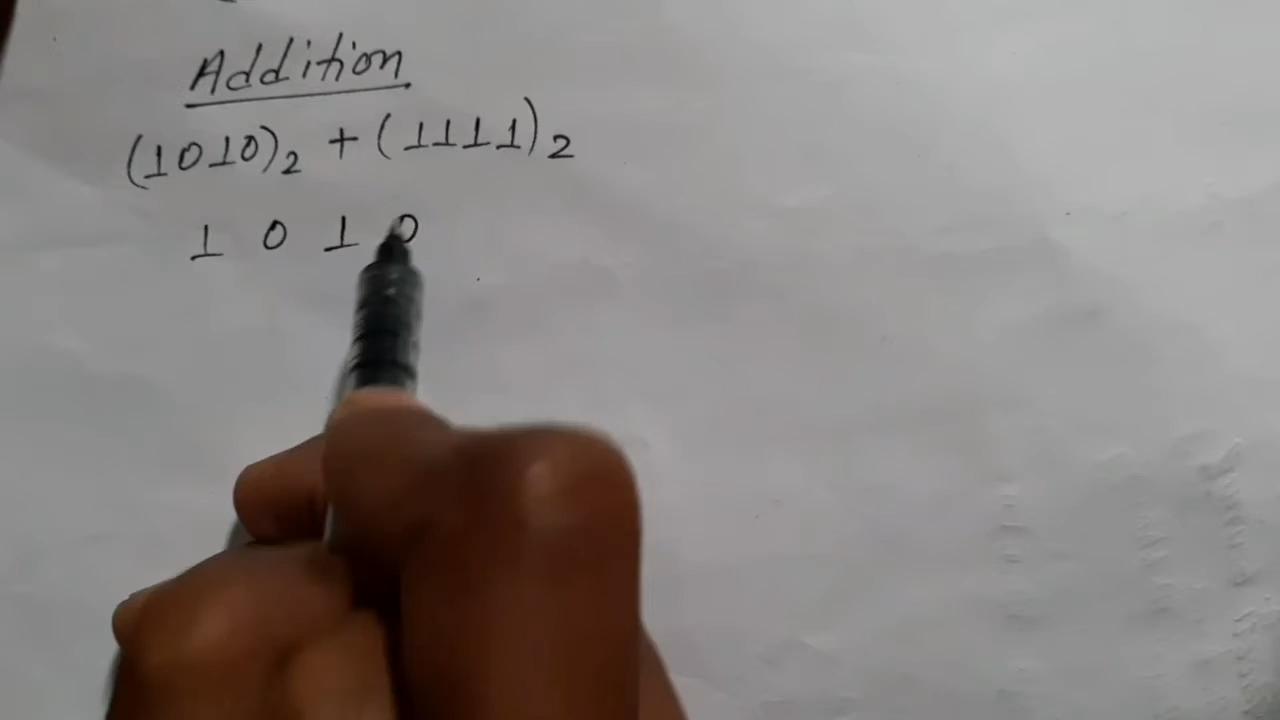 Addition
(1010)₂ + (1111)₂
1 0 1 0